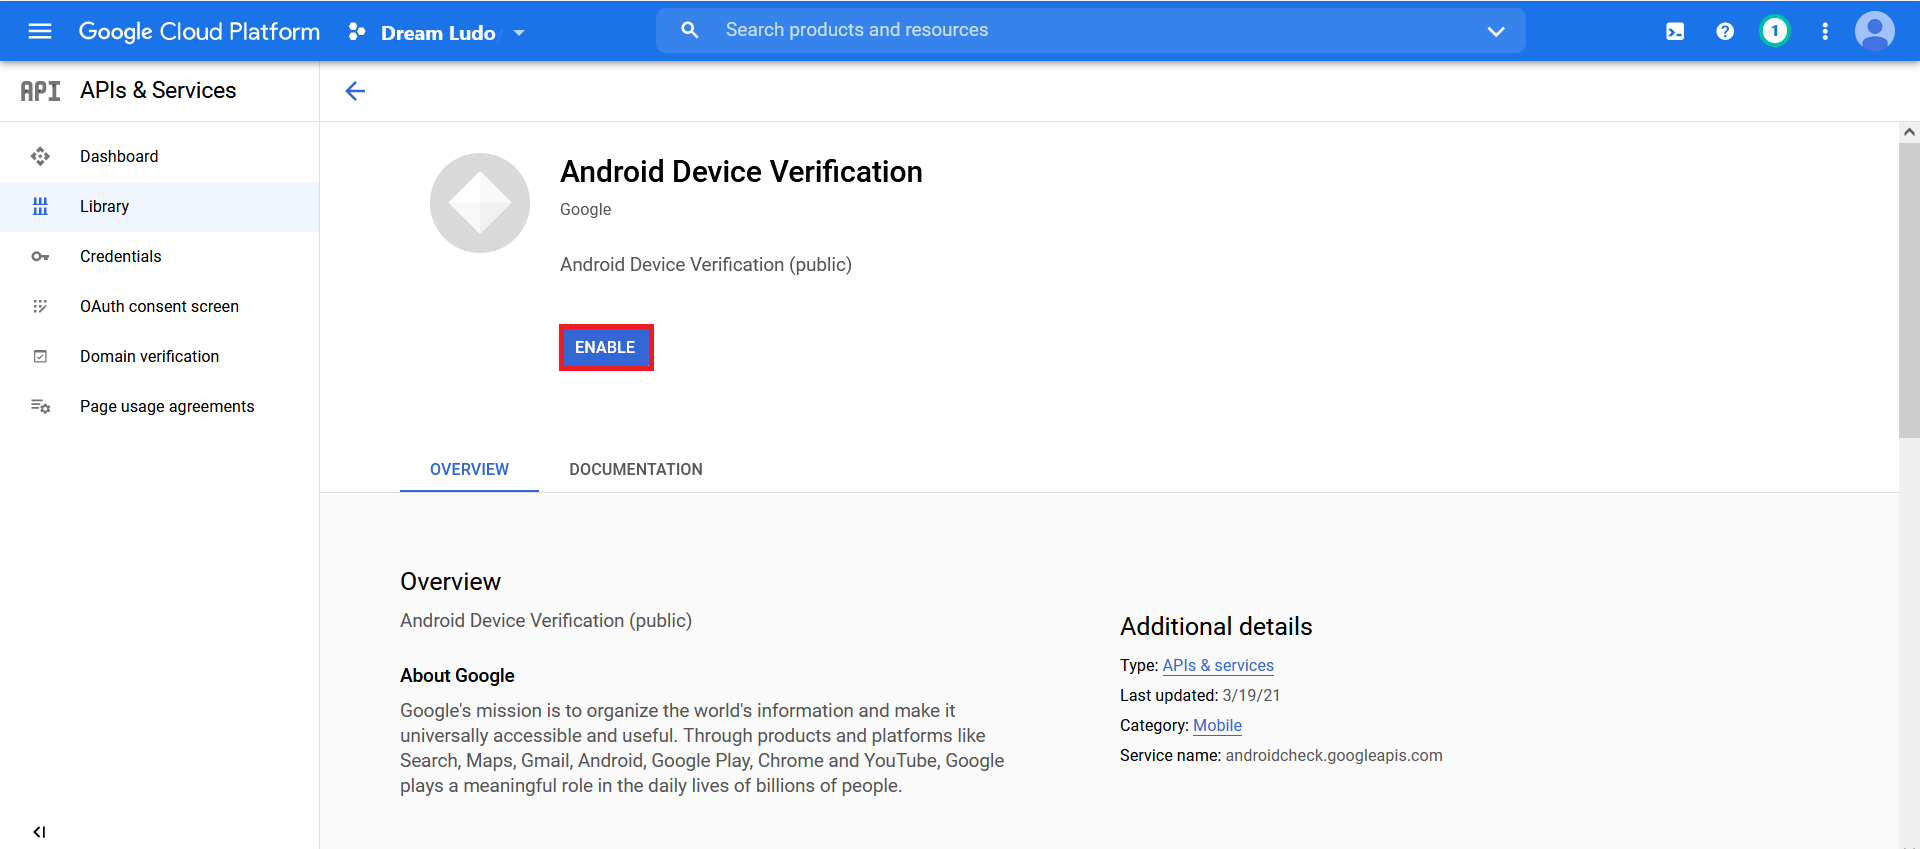 Google Cloud Platform
Dream Ludo
Search products and resources
1
API APIs & Services
Dashboard
Library
Credentials
OAuth consent screen
Domain verification
Page usage agreements
Android Device Verification
Google
Android Device Verification (public)
ENABLE
OVERVIEW
DOCUMENTATION
Overview
Android Device Verification (public)
About Google
Google's mission is to organize the world's information and make it
universally accessible and useful. Through products and platforms like
Search, Maps, Gmail, Android, Google Play, Chrome and YouTube, Google
plays a meaningful role in the daily lives of billions of people.
Additional details
Type: APIs & services
Last updated: 3/19/21
Category: Mobile
Service name: androidcheck.googleapis.com